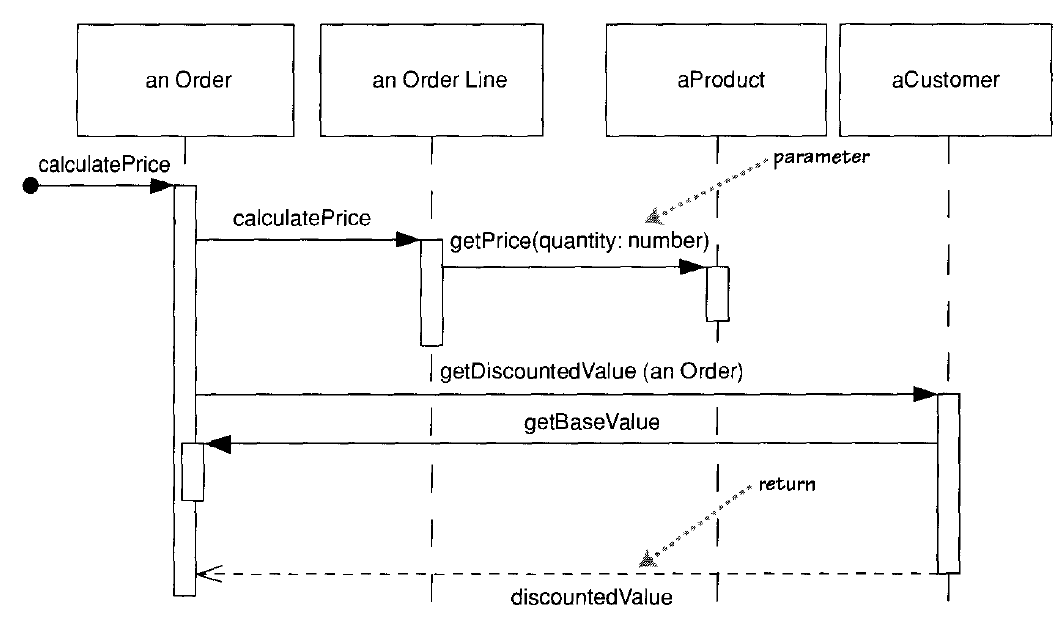 an Order
an Order Line
aProduct
aCustomer
calculatePrice
parameter
calculatePrice
getPrice(quantity: number)
getDiscountedValue (an Order)
getBaseValue
return
discountedValue